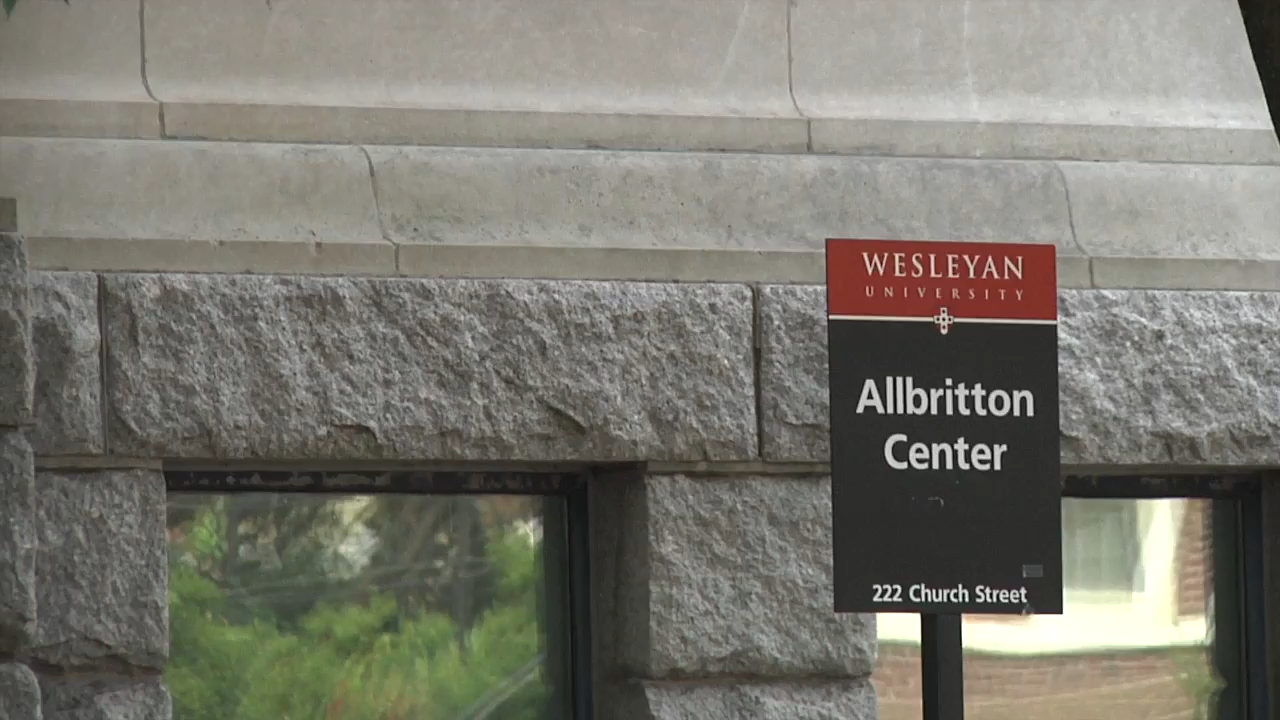 WESLEYAN
UNIVERSITY
Allbritton
Center
222 Church Street